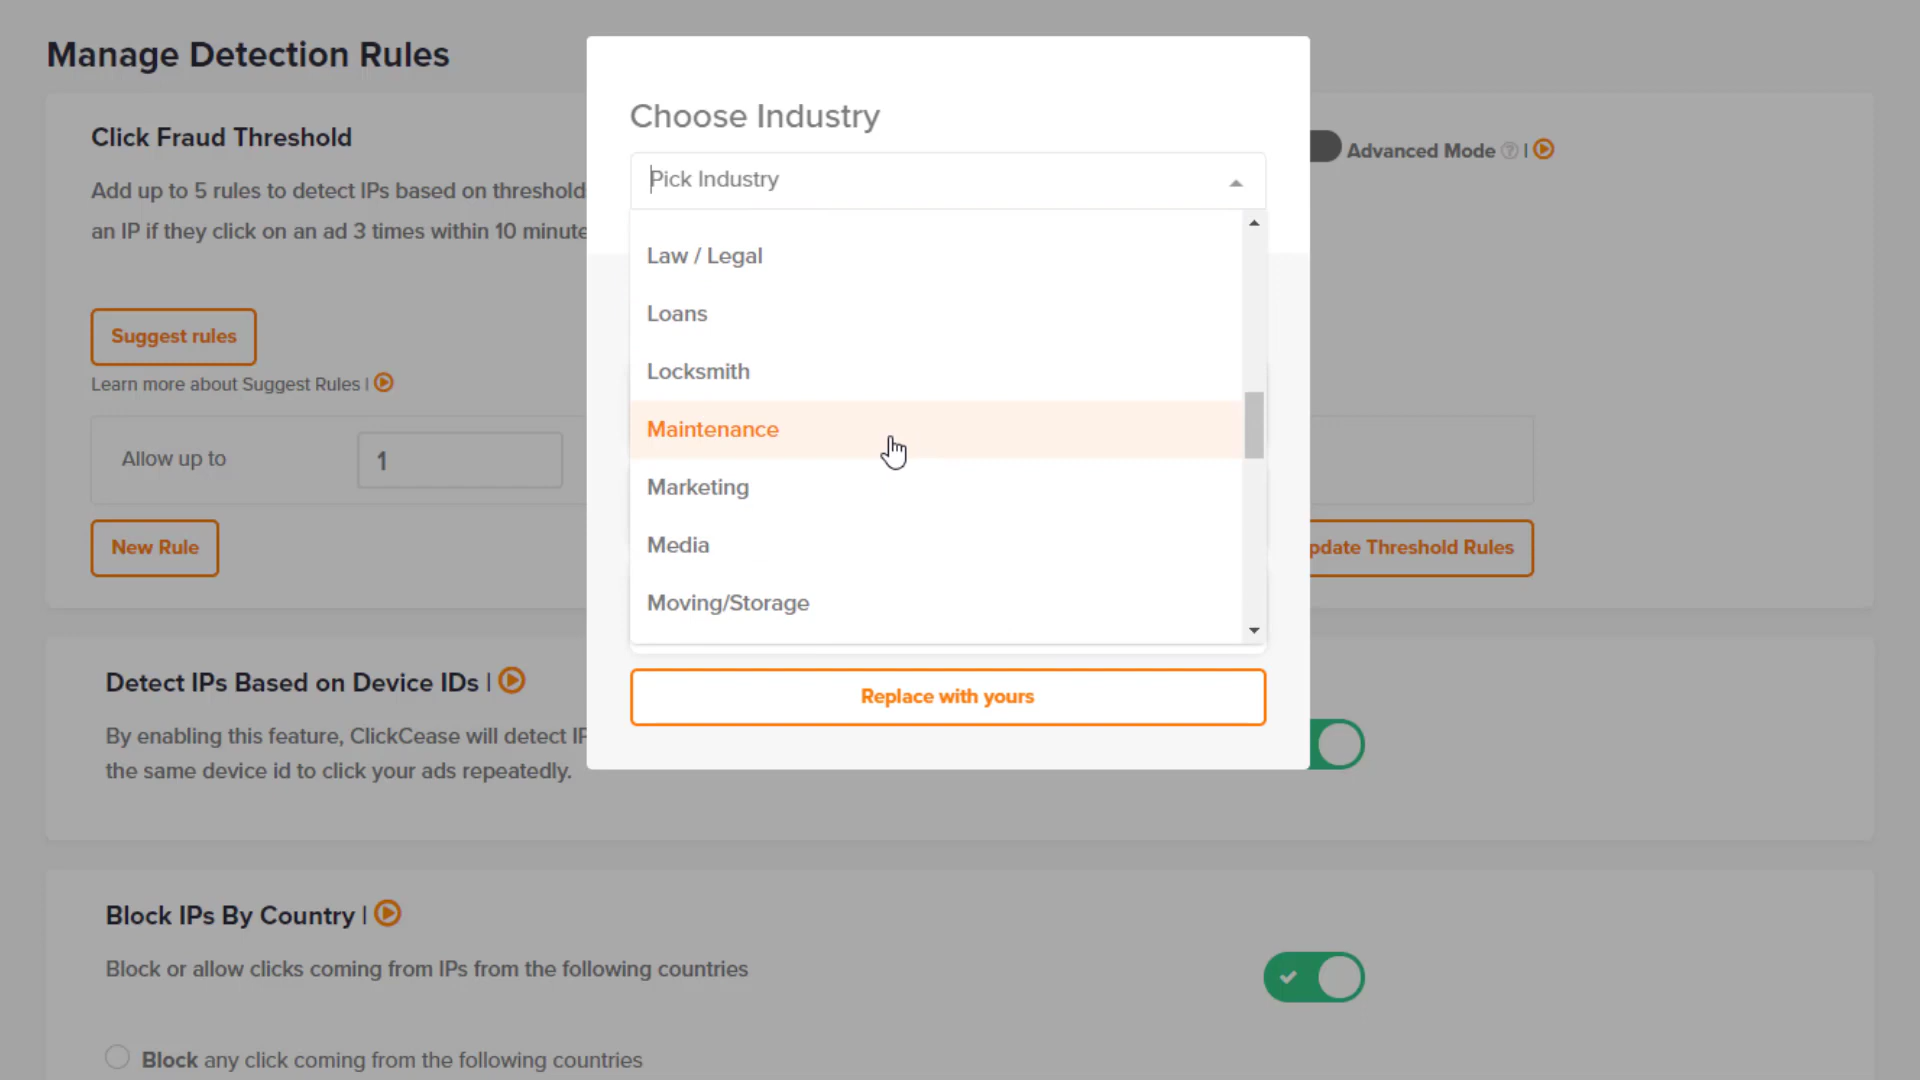 Manage Detection Rules
Click Fraud Threshold
Add up to 5 rules to detect IPs based on threshold
an IP if they click on an ad 3 times within 10 minute
Suggest rules
Learn more about Suggest Rules |
Allow up to
1
New Rule
Choose Industry
Pick Industry
Law / Legal
Loans
Locksmith
Maintenance
Marketing
Media
Moving/Storage
Replace with yours
Advanced Mode ? |
pdate Threshold Rules
Detect IPs Based on Device IDs |
By enabling this feature, ClickCease will detect IP
the same device id to click your ads repeatedly.
Block IPs By Country |
Block or allow clicks coming from IPs from the following countries
Block any click coming from the following countries